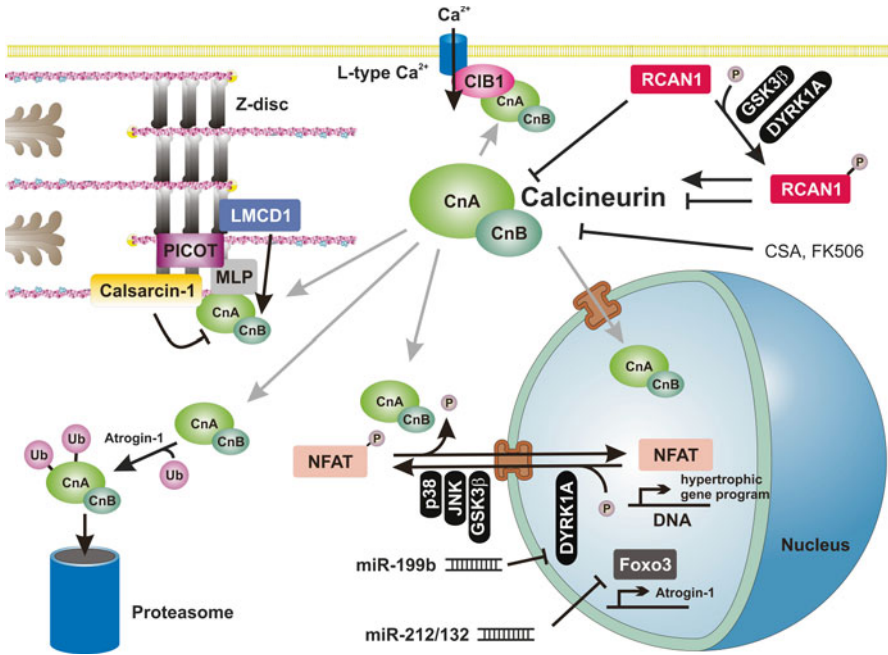 Ca²⁺
L-type Ca²⁺
CIB1
CnA
CnB
RCAN1
P
GSK3β
DYRK1A
P
RCAN1
Z-disc
LMCD1
PICOT
MLP
Calsarcin-1
CnA
CnB
CnA
CnB
Calcineurin
CSA, FK506
CnA
CnB
CnA
CnB
P
P
NFAT
p38
JNK
GSK3β
DYRK1A
P
NFAT
hypertrophic
gene program
DNA
Nucleus
Foxo3
Atrogin-1
miR-199b
miR-212/132
CnA
CnB
Atrogin-1
Ub
Ub
Ub
CnA
CnB
Proteasome